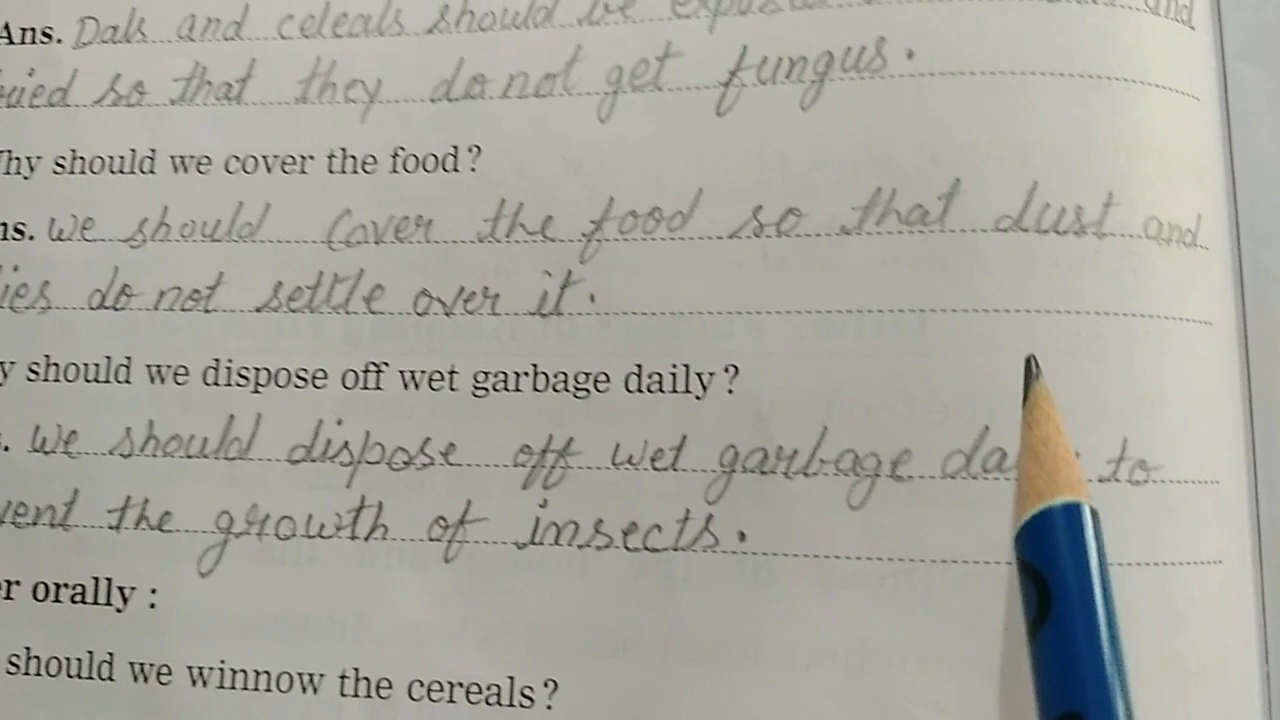 Ans. Dals and celeals should be
so that they do not get fungus.
hy should we cover the food?
ns. We should cover the food so that dust and
ies do not settle over it.
y should we dispose off wet garbage daily?
. We should dispose off wet garbage da to
vent the growth of insects.
r orally :
should we winnow the cereals?